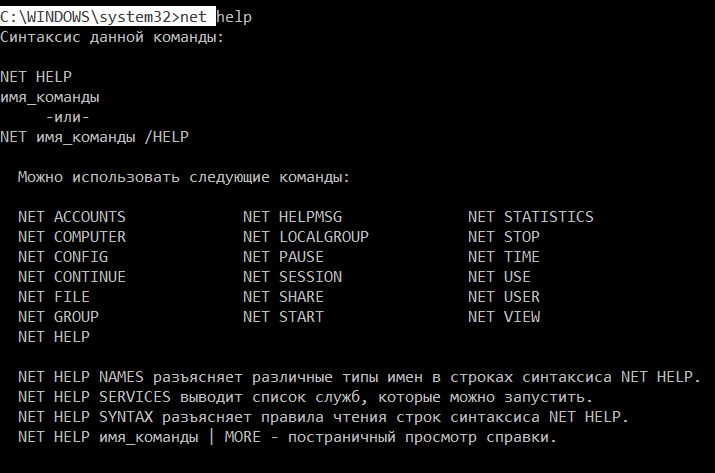 C:\WINDOWS\system32>net help
Синтаксис данной команды:
NET HELP
имя_команды
-или-
NET имя_команды /HELP
Можно использовать следующие команды:
NET ACCOUNTS NET HELPMSG NET STATISTICS
NET COMPUTER NET LOCALGROUP NET STOP
NET CONFIG NET PAUSE NET TIME
NET CONTINUE NET SESSION NET USE
NET FILE NET SHARE NET USER
NET GROUP NET START NET VIEW
NET HELP
NET HELP NAMES разъясняет различные типы имен в строках синтаксиса NET HELP.
NET HELP SERVICES выводит список служб, которые можно запустить.
NET HELP SYNTAX разъясняет правила чтения строк синтаксиса NET HELP.
NET HELP имя_команды | MORE - постраничный просмотр справки.